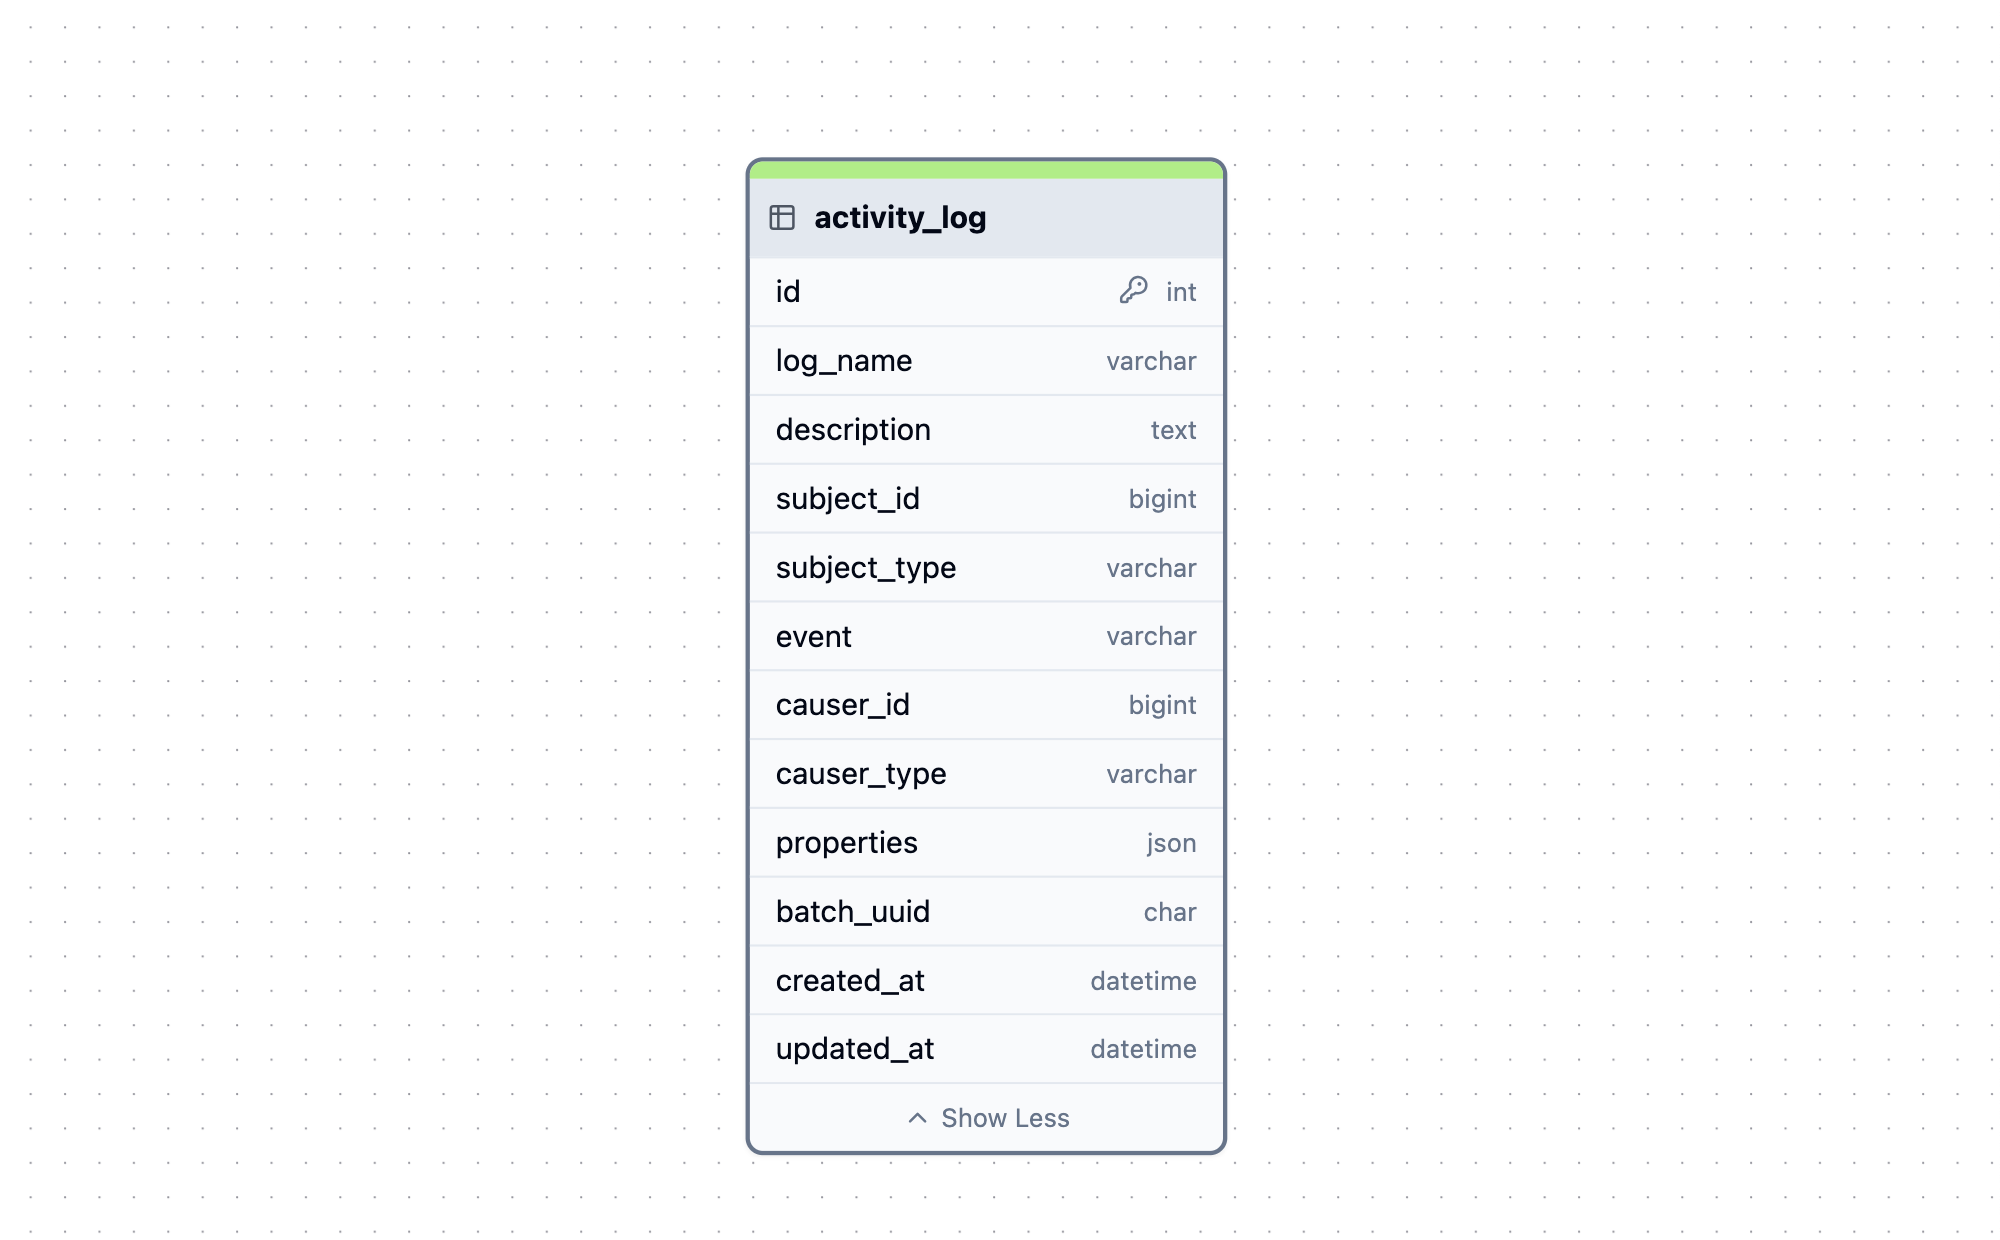 activity_log
id int
log_name varchar
description text
subject_id bigint
subject_type varchar
event varchar
causer_id bigint
causer_type varchar
properties json
batch_uuid char
created_at datetime
updated_at datetime
Show Less